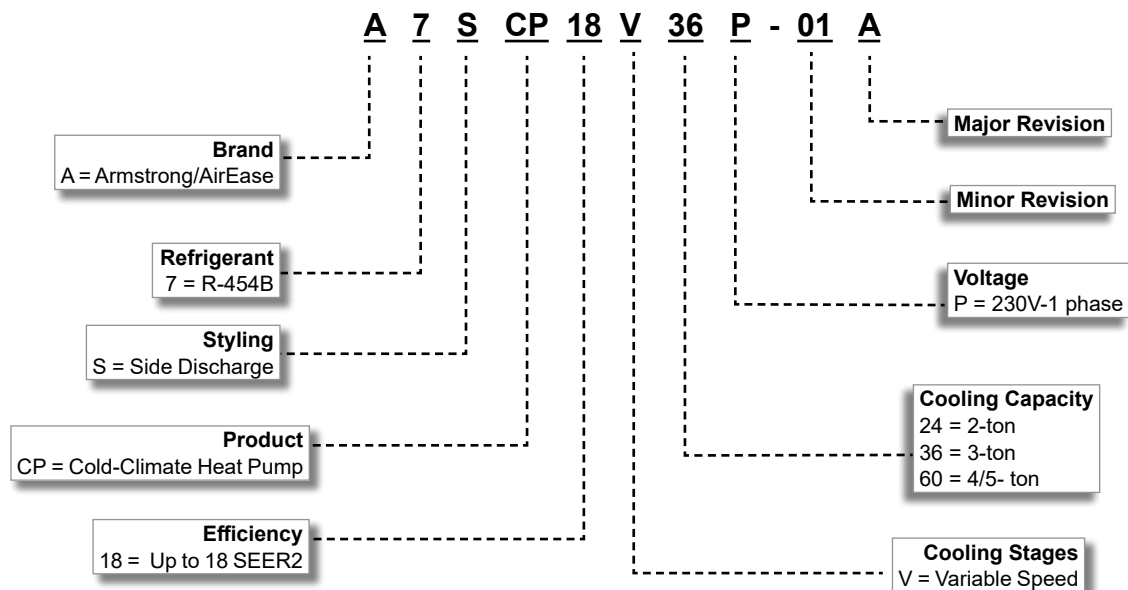 A 7 S CP 18 V 36 P - 01 A
Brand
A = Armstrong/AirEase
Refrigerant
7 = R-454B
Styling
S = Side Discharge
Product
CP = Cold-Climate Heat Pump
Efficiency
18 = Up to 18 SEER2
Major Revision
Minor Revision
Voltage
P = 230V-1 phase
Cooling Capacity
24 = 2-ton
36 = 3-ton
60 = 4/5- ton
Cooling Stages
V = Variable Speed